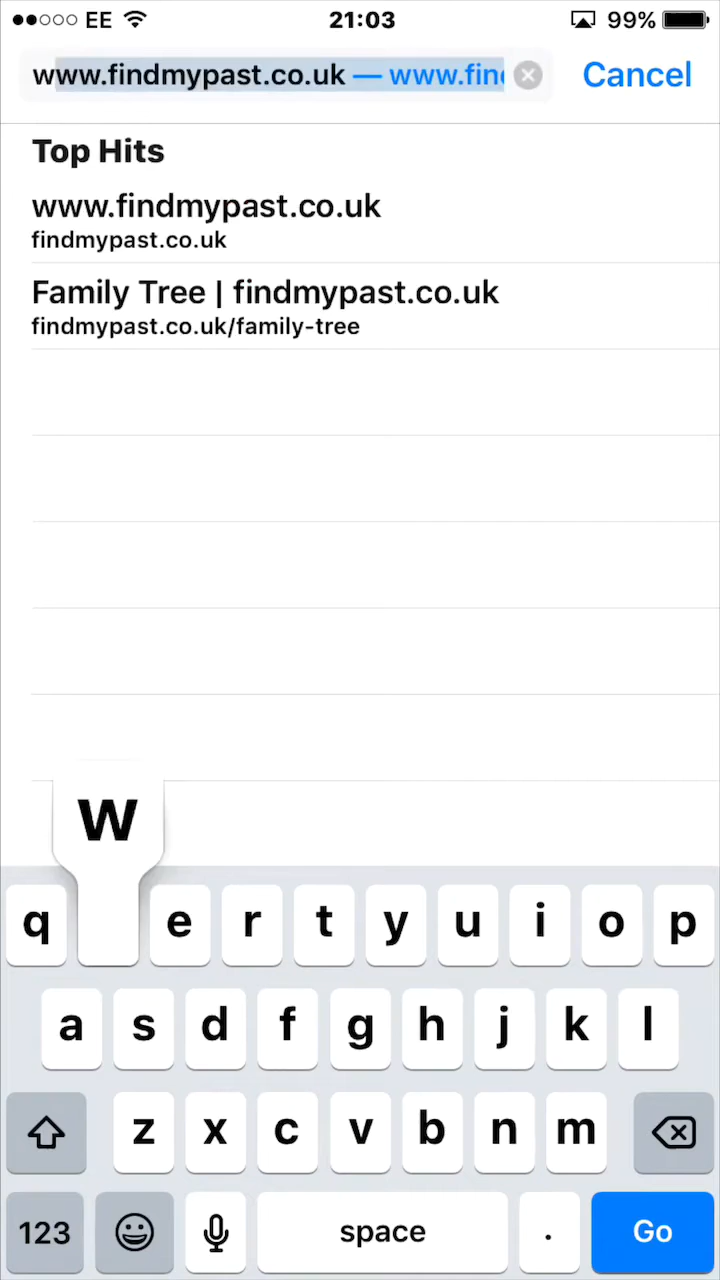 EE 21:03 99%
www.findmypast.co.uk — www.find Cancel
Top Hits
www.findmypast.co.uk
findmypast.co.uk
Family Tree | findmypast.co.uk
findmypast.co.uk/family-tree
W
q e r t y u i o p
a s d f g h j k l
z x c v b n m
123 space . Go